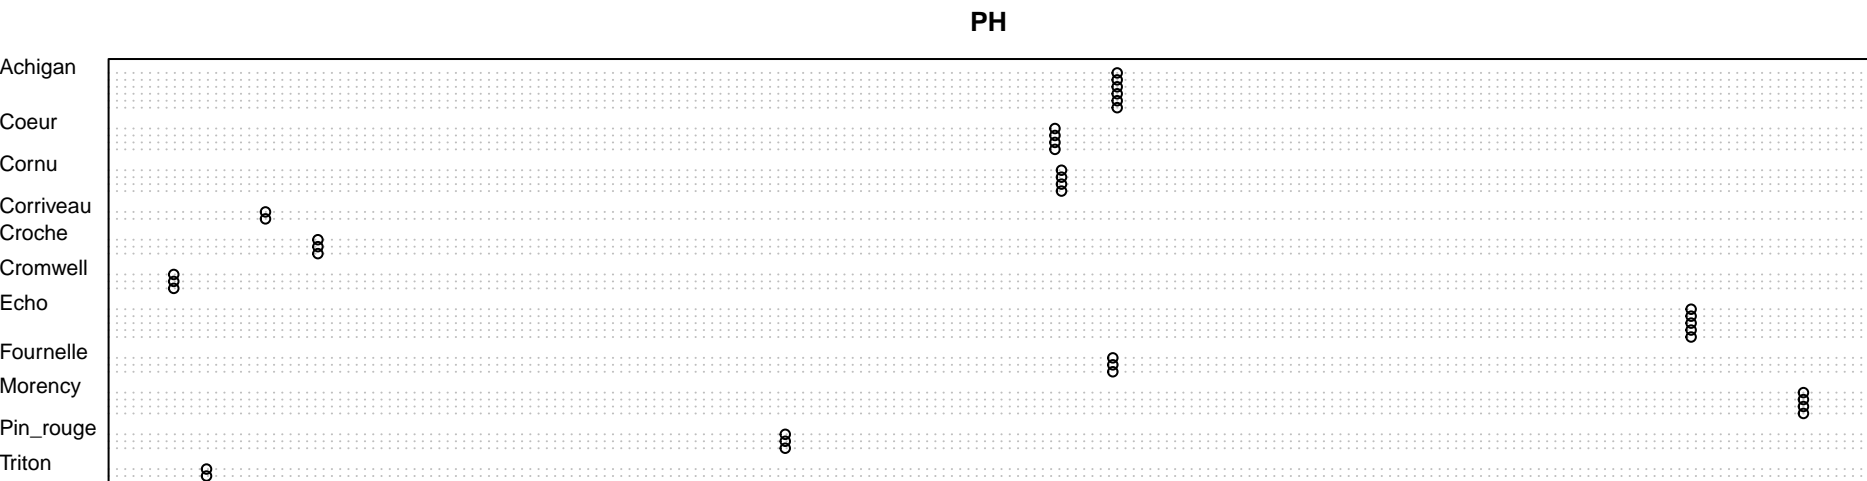 PH
Achigan
Coeur
Cornu
Corriveau
Croche
Cromwell
Echo
Fournelle
Morency
Pin_rouge
Triton